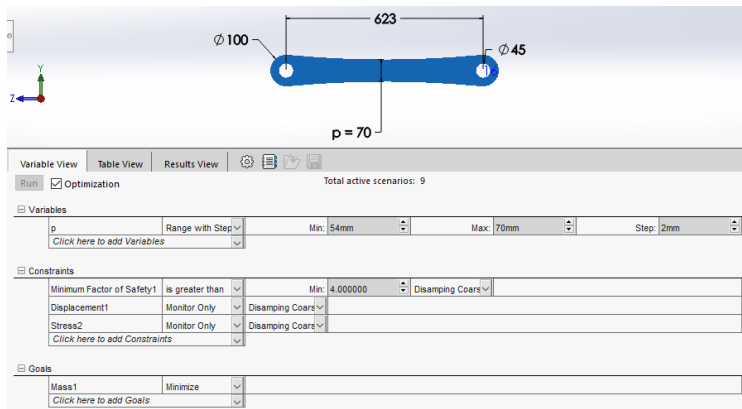 623
Ø100
Ø45
Y
Z
p = 70
Variable View Table View Results View
Run Optimization Total active scenarios: 9
Variables
p Range with Step Min: 54mm Max: 70mm Step: 2mm
Click here to add Variables
Constraints
Minimum Factor of Safety1 is greater than Min: 4.000000 Disamping Coars
Displacement1 Monitor Only Disamping Coars
Stress2 Monitor Only Disamping Coars
Click here to add Constraints
Goals
Mass1 Minimize
Click here to add Goals